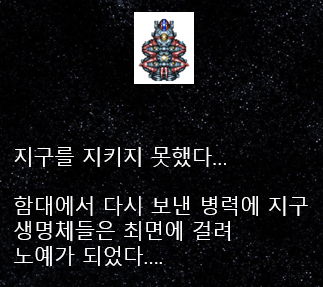 지구를 지키지 못했다...
함대에서 다시 보낸 병력에 지구
생명체들은 최면에 걸려
노예가 되었다....